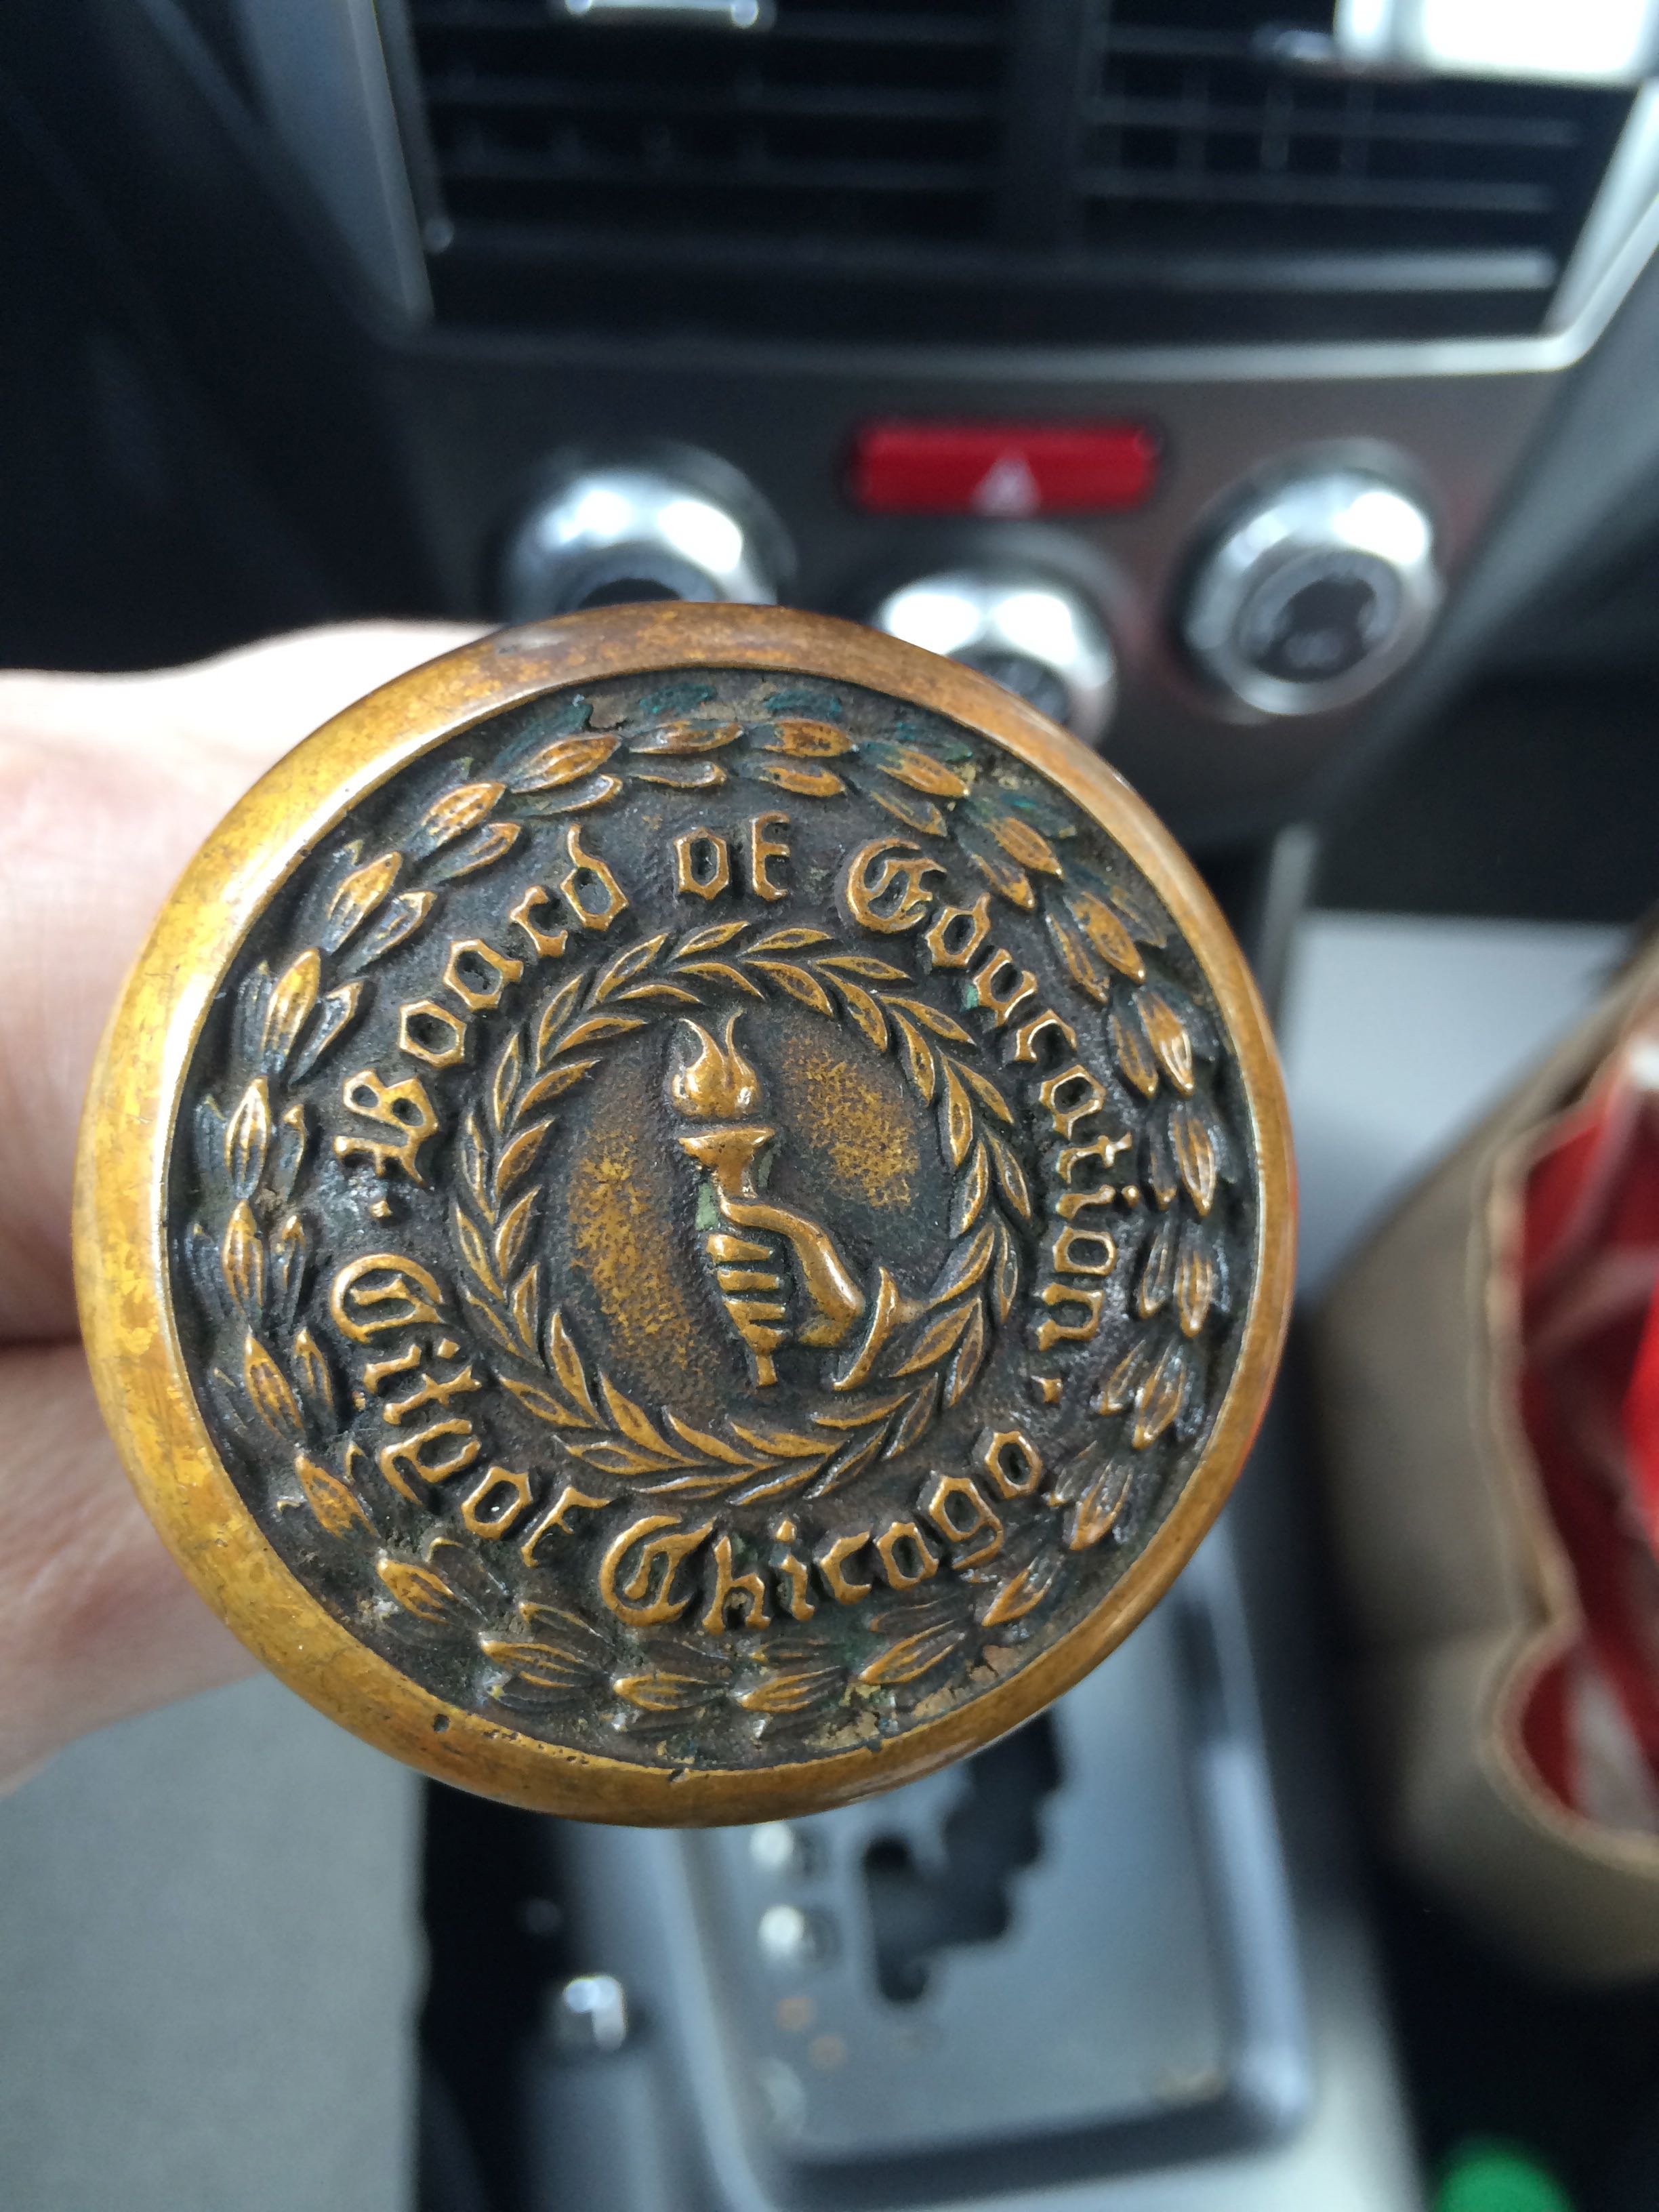 Board of Education.
City of Chicago